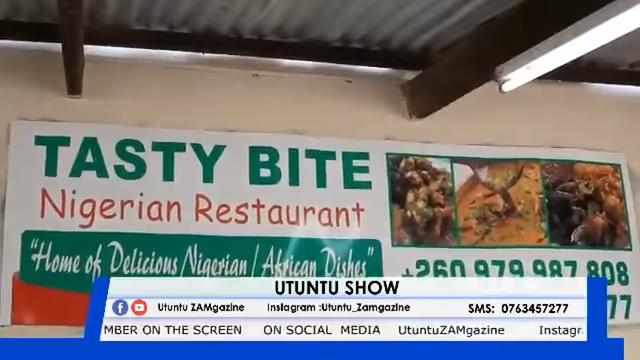 TASTY BITE
Nigerian Restaurant
"Home of Delicious Nigerian / African Dishes"
+260 979 987 808
77
UTUNTU SHOW
Utuntu ZAMgazine Instagram :Utuntu_Zamgazine SMS: 0763457277
MBER ON THE SCREEN ON SOCIAL MEDIA UtuntuZAMgazine Instagr